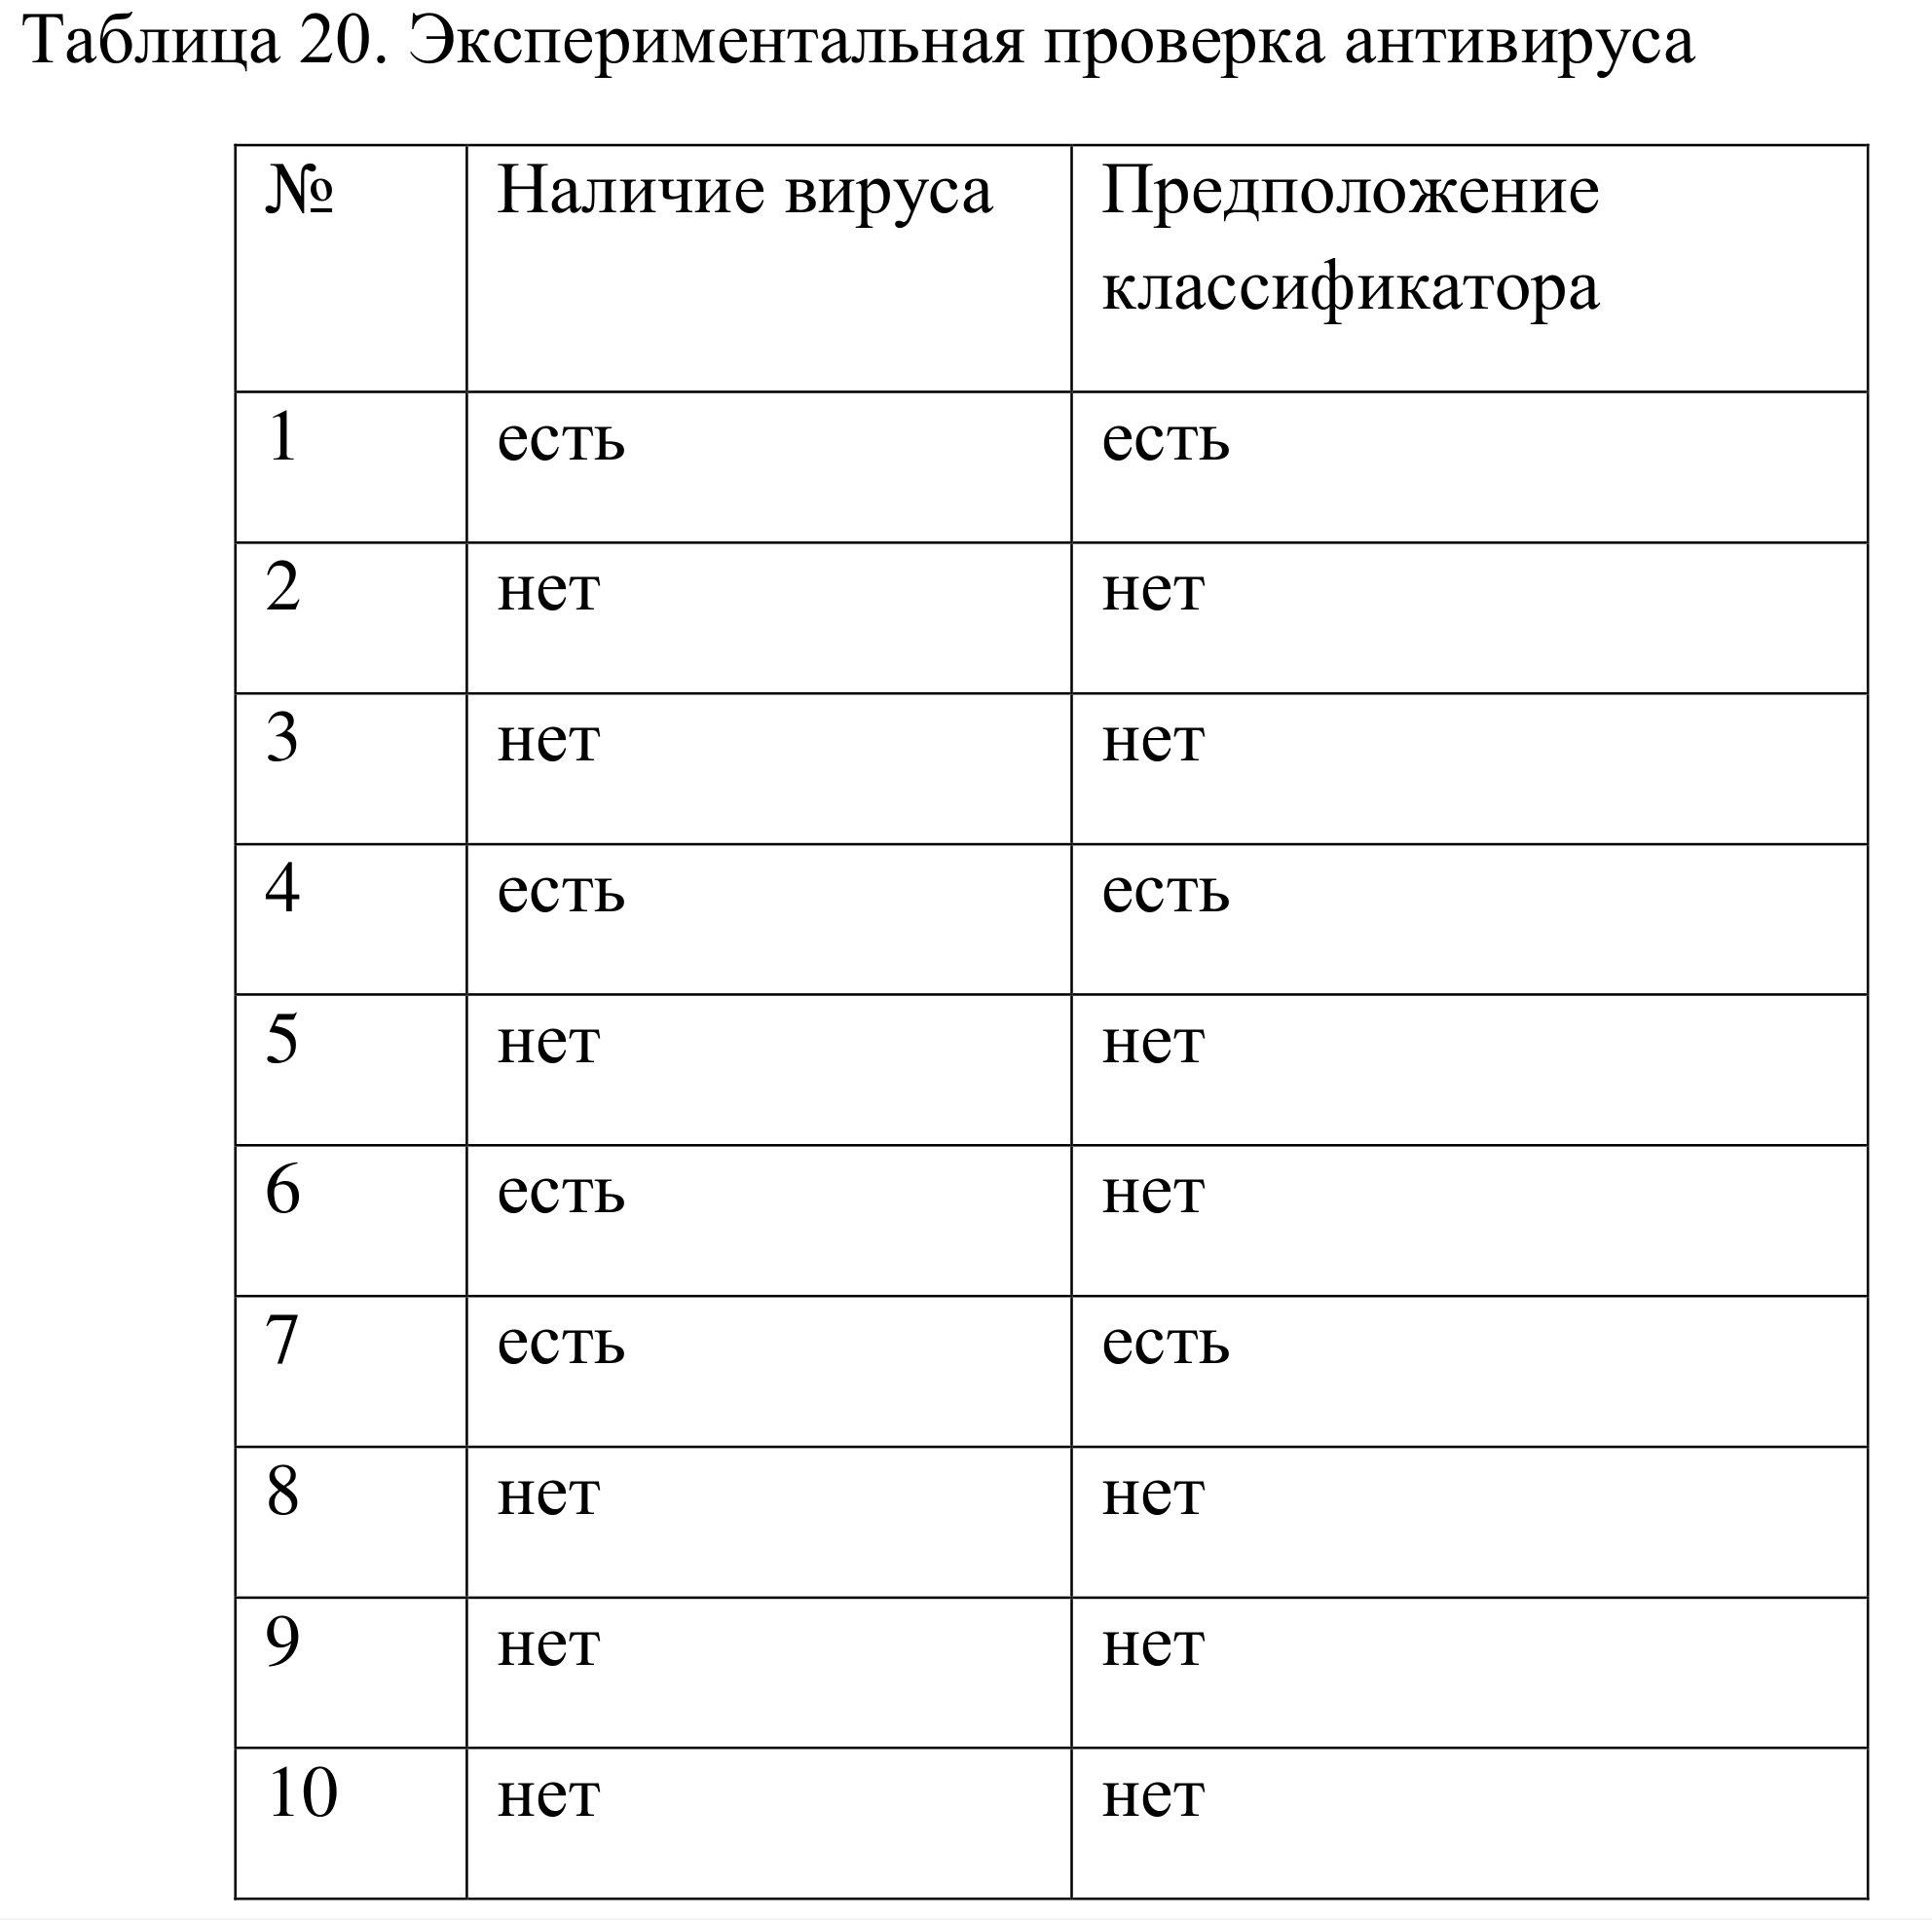 Таблица 20. Экспериментальная проверка антивируса
№ Наличие вируса Предположение
классификатора
1 есть есть
2 нет нет
3 нет нет
4 есть есть
5 нет нет
6 есть нет
7 есть есть
8 нет нет
9 нет нет
10 нет нет